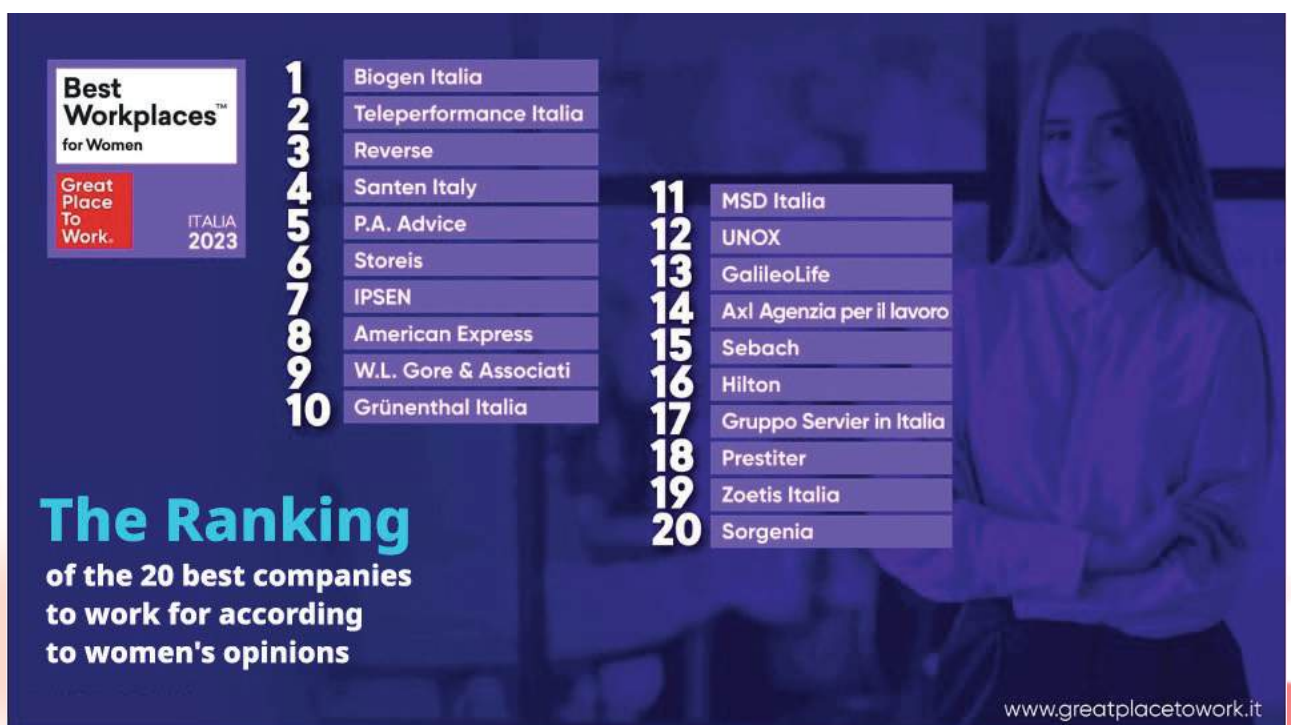 Best
Workplaces™
for Women
Great
Place
To
Work.
ITALIA
2023
1 Biogen Italia
2 Teleperformance Italia
3 Reverse
4 Santen Italy
5 P.A. Advice
6 Storeis
7 IPSEN
8 American Express
9 W.L. Gore & Associati
10 Grünenthal Italia
11 MSD Italia
12 UNOX
13 GalileoLife
14 Axl Agenzia per il lavoro
15 Sebach
16 Hilton
17 Gruppo Servier in Italia
18 Prestiter
19 Zoetis Italia
20 Sorgenia
The Ranking
of the 20 best companies
to work for according
to women's opinions
www.greatplacetowork.it